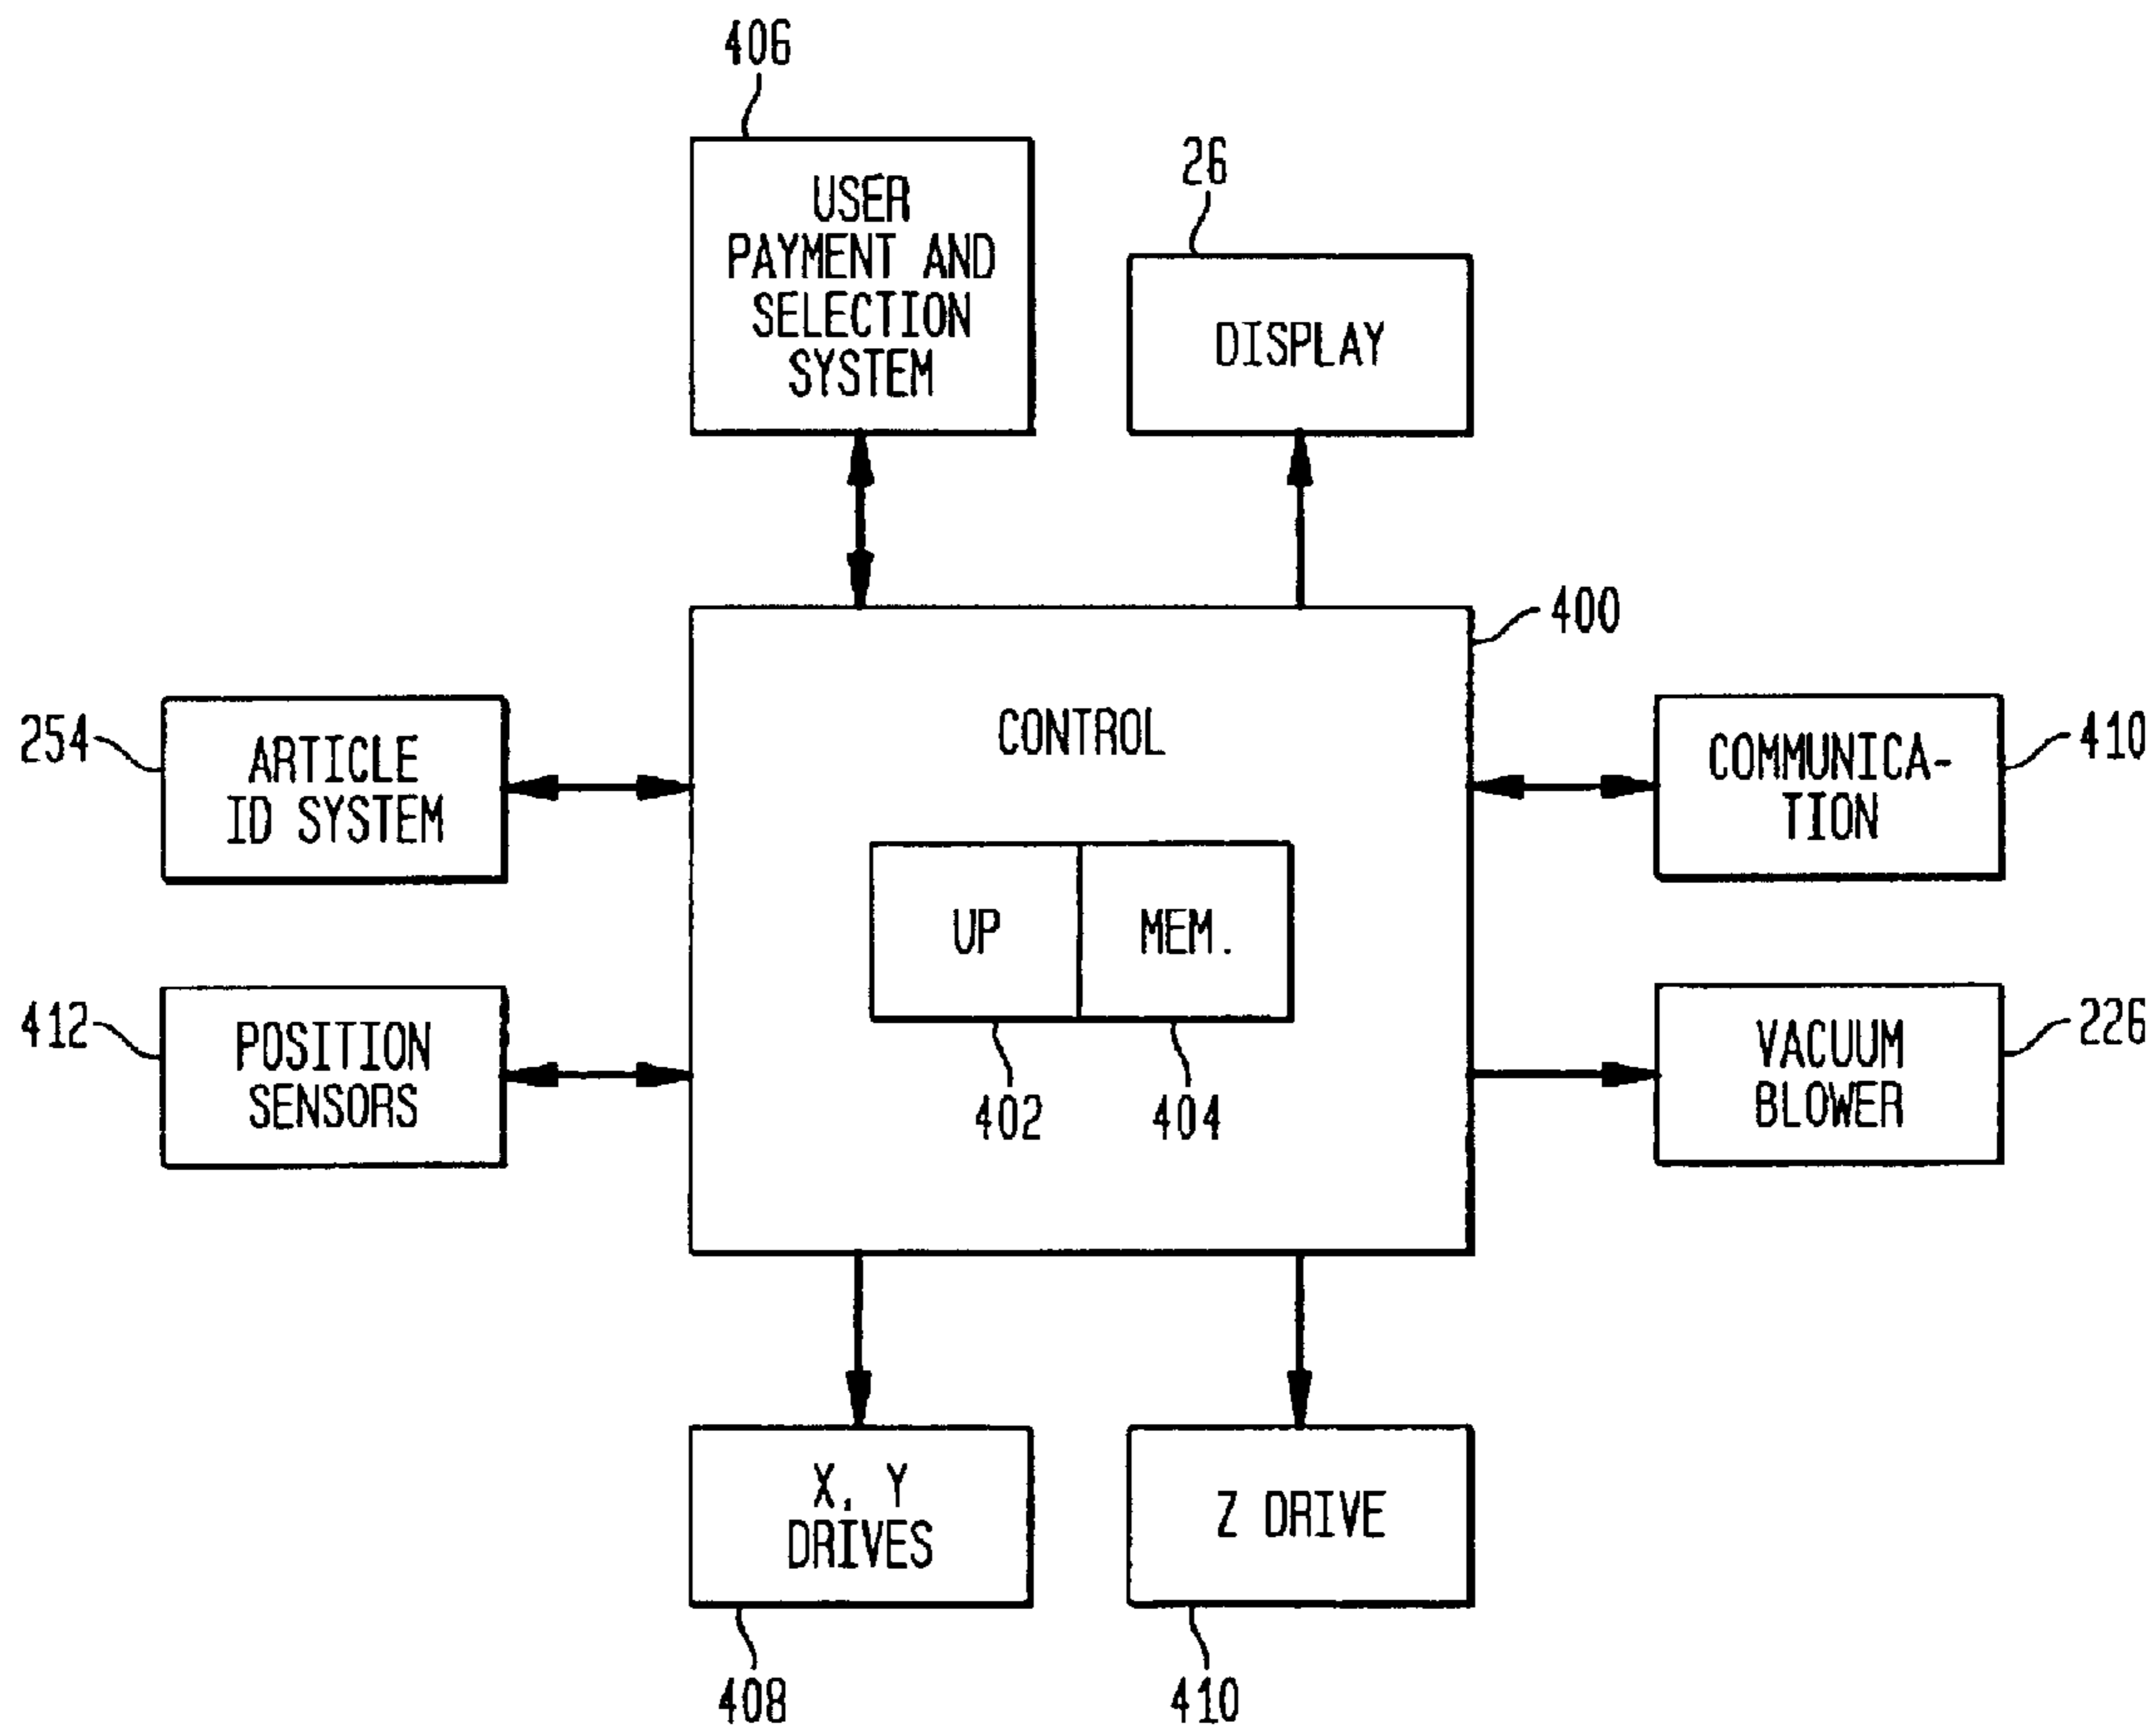 406
USER
PAYMENT AND
SELECTION
SYSTEM
26
DISPLAY
400
CONTROL
254
ARTICLE
ID SYSTEM
COMMUNICA-
TION
410
UP
MEM.
402
404
412
POSITION
SENSORS
VACUUM
BLOWER
226
X, Y
DRIVES
408
Z DRIVE
410